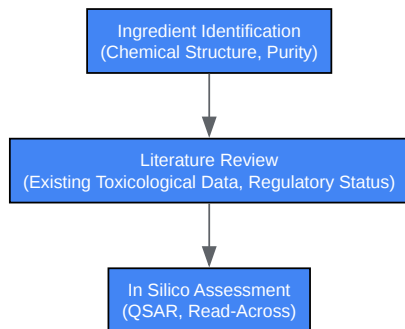 Ingredient Identification
(Chemical Structure, Purity)
Literature Review
(Existing Toxicological Data, Regulatory Status)
In Silico Assessment
(QSAR, Read-Across)